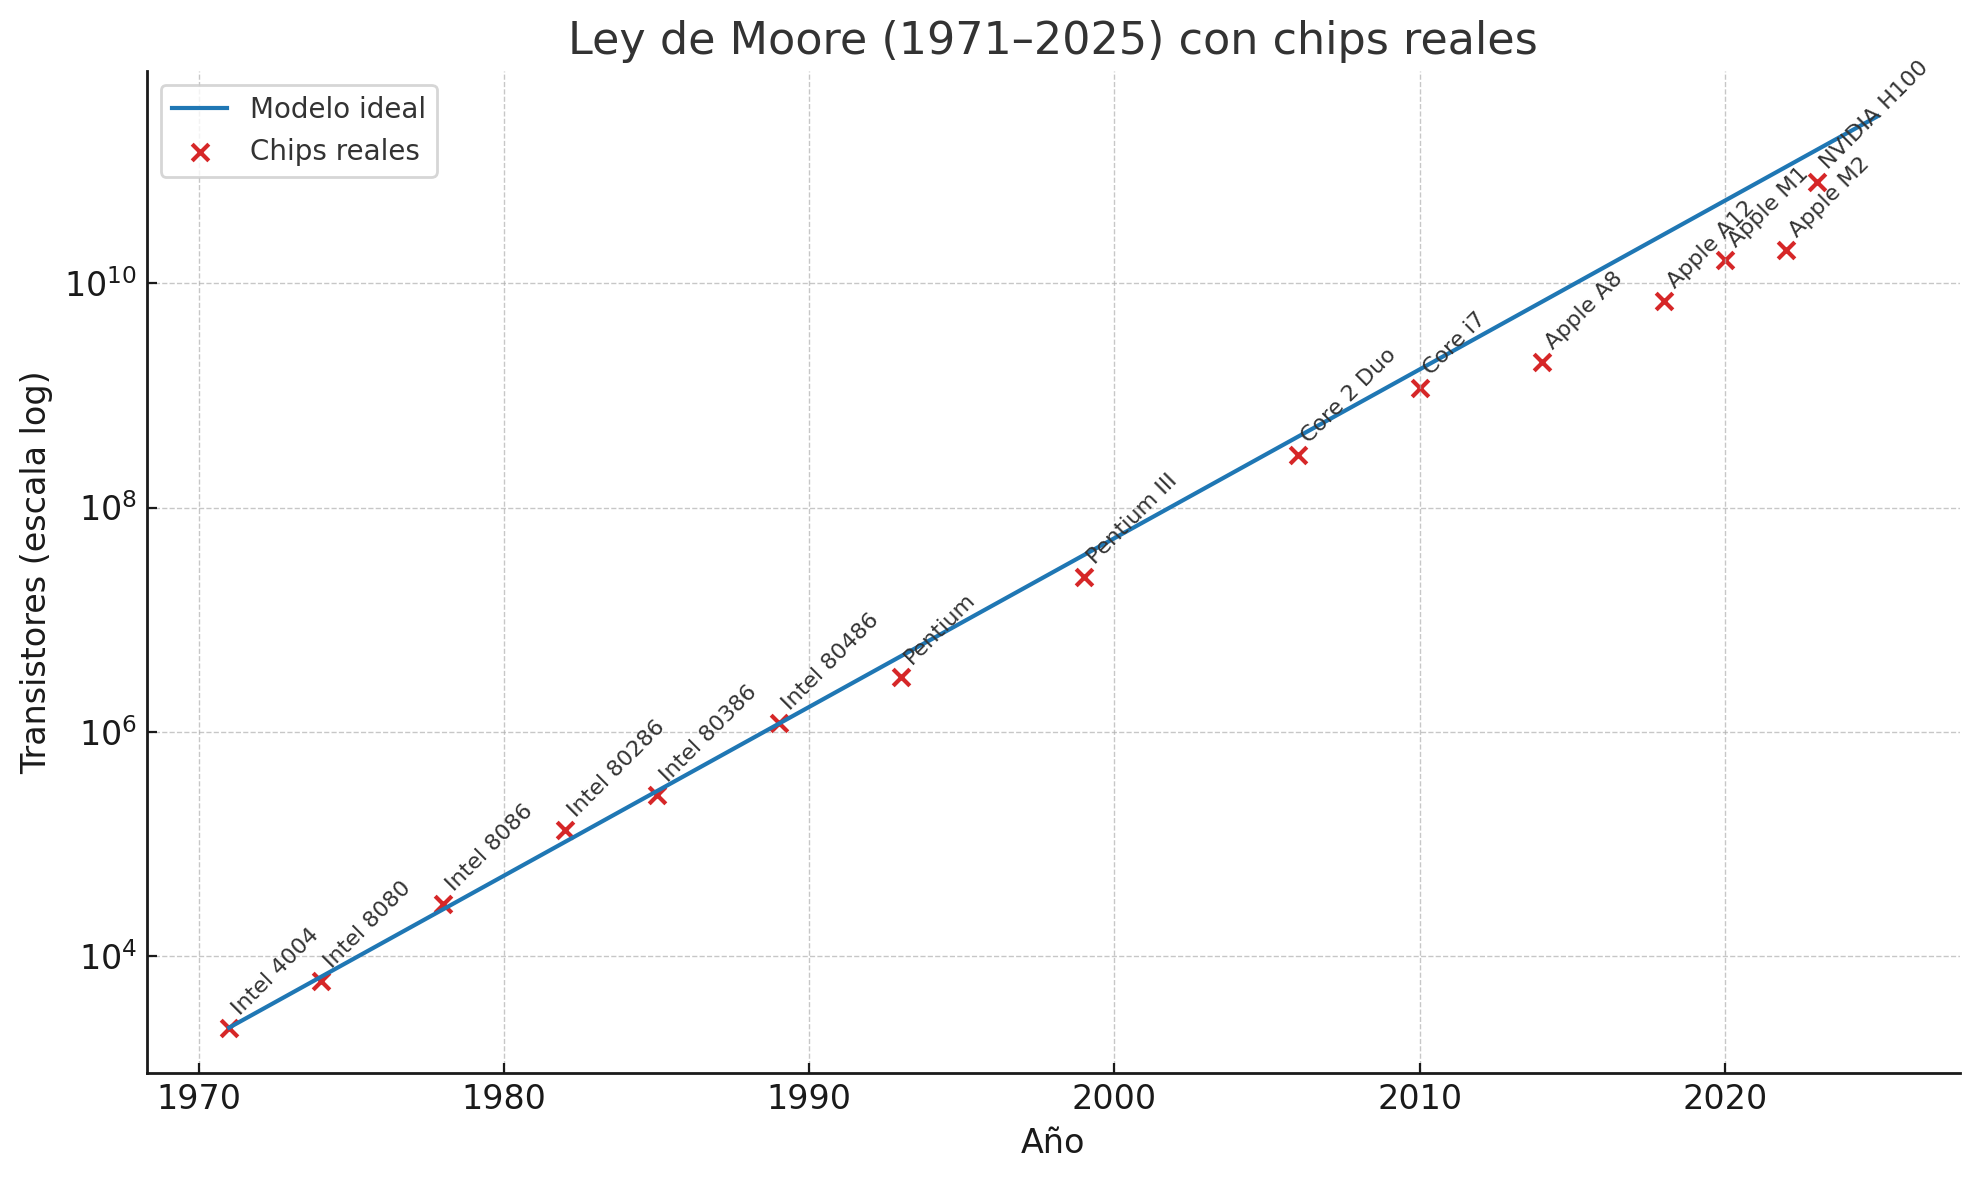 Ley de Moore (1971–2025) con chips reales
Modelo ideal
Chips reales
Transistores (escala log)
10^10
10^8
10^6
10^4
Intel 4004
Intel 8080
Intel 8086
Intel 80286
Intel 80386
Intel 80486
Pentium
Pentium III
Core 2 Duo
Core i7
Apple A8
Apple A12
Apple M1
Apple M2
NVIDIA H100
1970 1980 1990 2000 2010 2020
Año